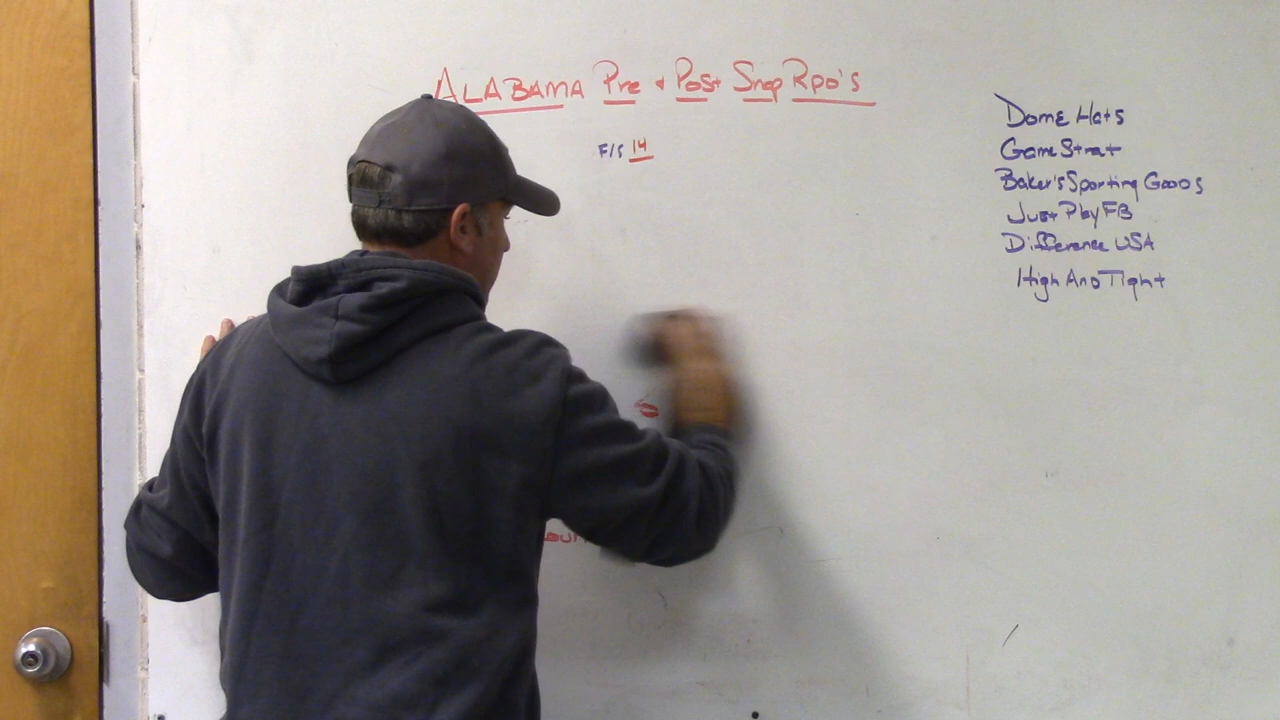 ALABAMA Pre + Post Snap Rpo's
F/S 14
Dome Hats
Game Strat
Baker's Sporting Goods
Just Play FB
Difference USA
High And Tight